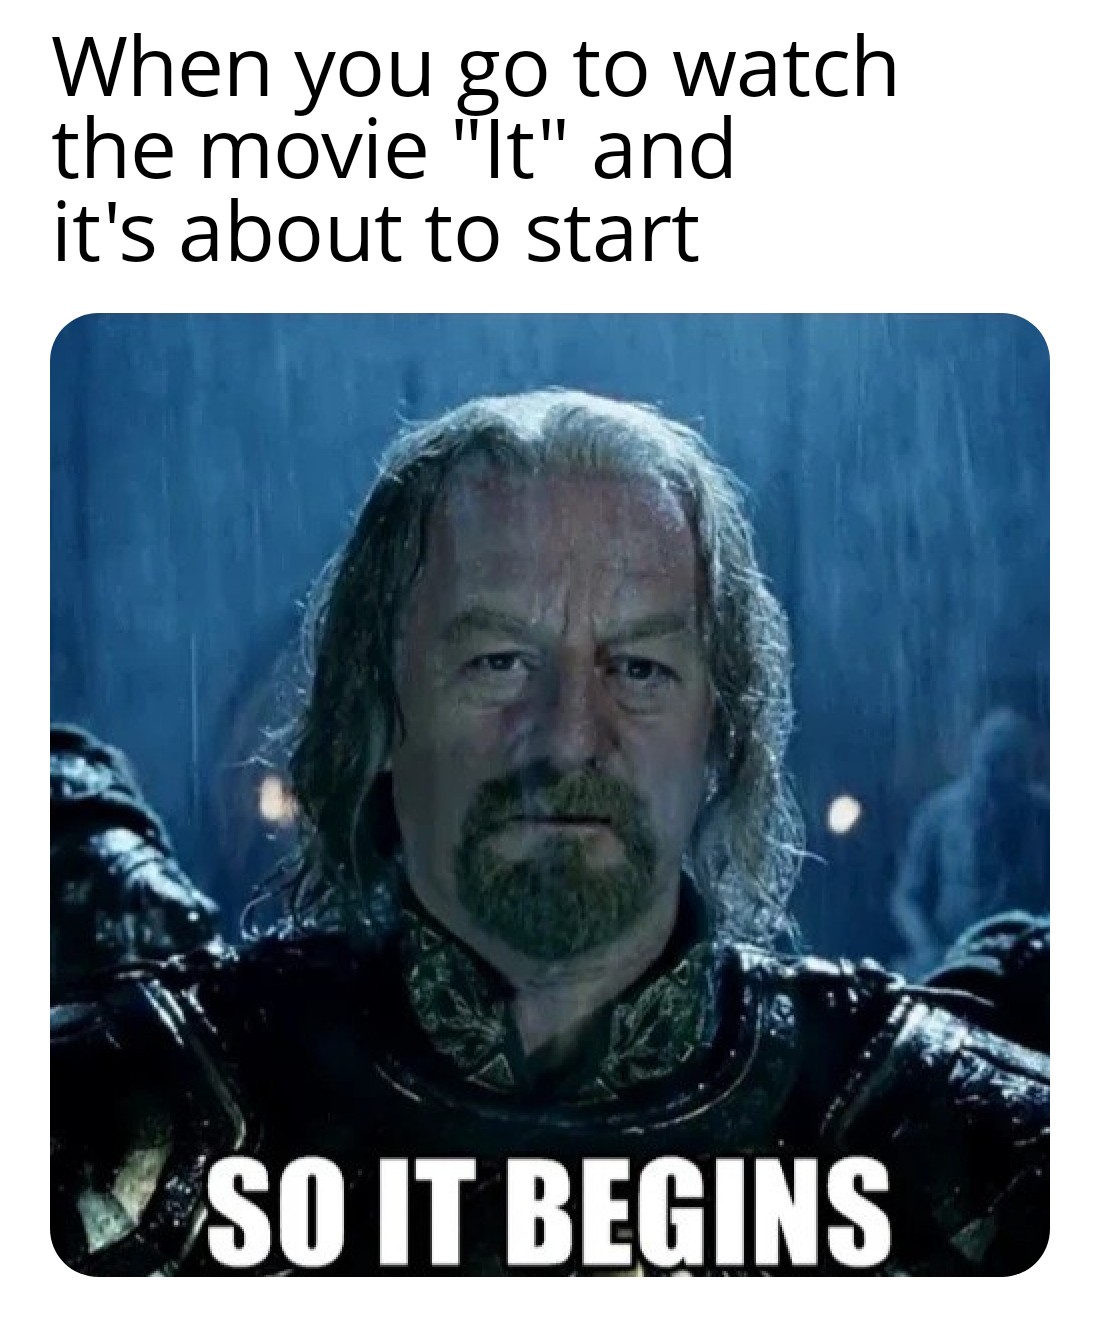 When you go to watch
the movie "It" and
it's about to start
SO IT BEGINS